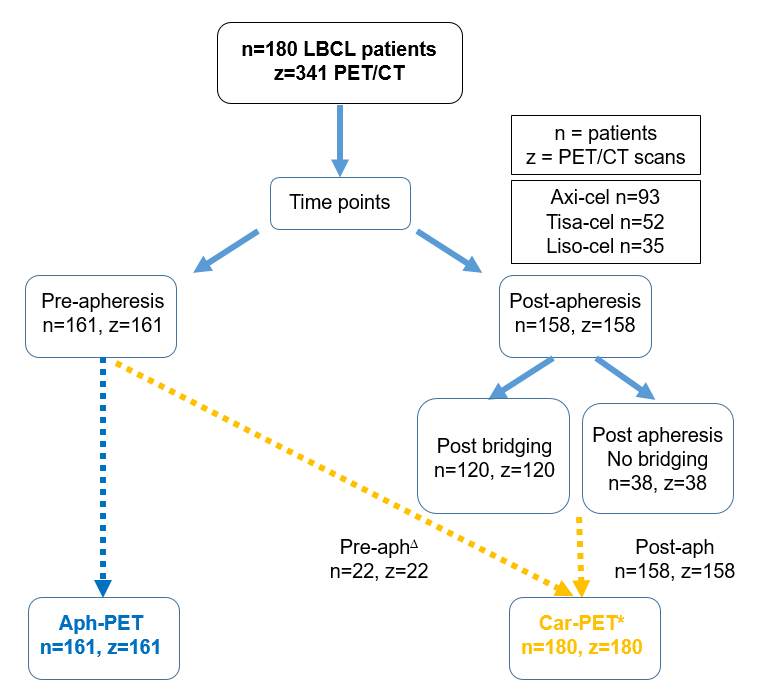 n=180 LBCL patients
z=341 PET/CT
n = patients
z = PET/CT scans
Time points
Axi-cel n=93
Tisa-cel n=52
Liso-cel n=35
Pre-apheresis
n=161, z=161
Post-apheresis
n=158, z=158
Post bridging
n=120, z=120
Post apheresis
No bridging
n=38, z=38
Pre-aphᐃ
n=22, z=22
Post-aph
n=158, z=158
Aph-PET
n=161, z=161
Car-PET*
n=180, z=180